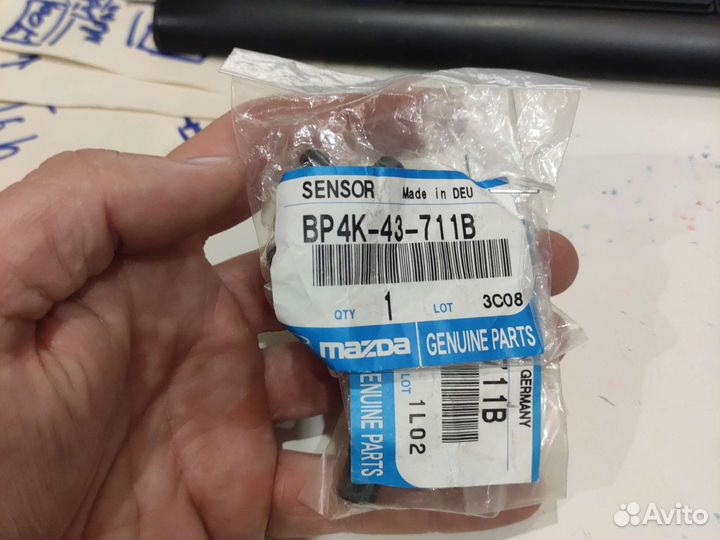 SENSOR Made in DEU
BP4K-43-711B
QTY 1 LOT 3C08
mazda GENUINE PARTS
GENUINE PARTS
LOT 1L02
711B
GERMANY
Avito